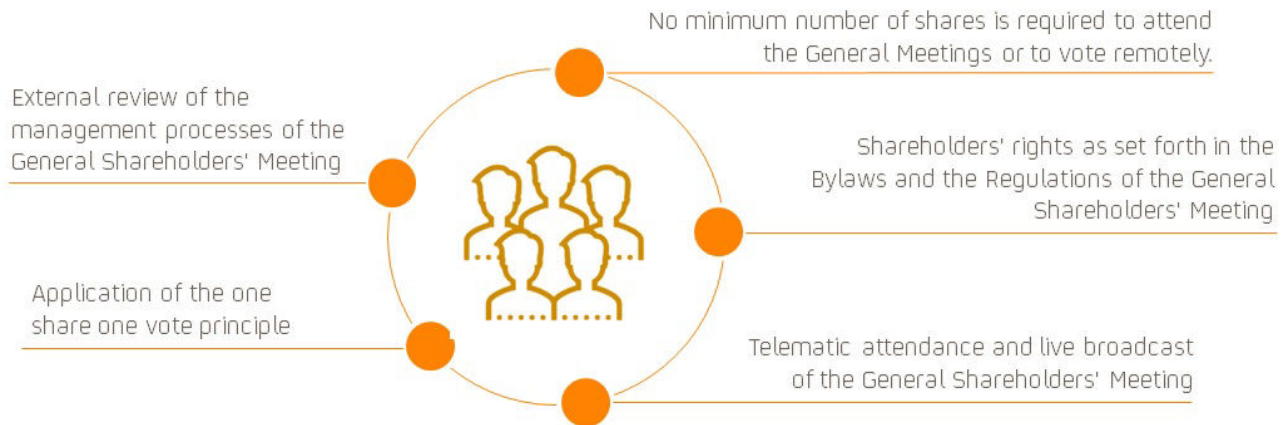 No minimum number of shares is required to attend
the General Meetings or to vote remotely.
External review of the
management processes of the
General Shareholders' Meeting
Shareholders' rights as set forth in the
Bylaws and the Regulations of the General
Shareholders' Meeting
Application of the one
share one vote principle
Telematic attendance and live broadcast
of the General Shareholders' Meeting